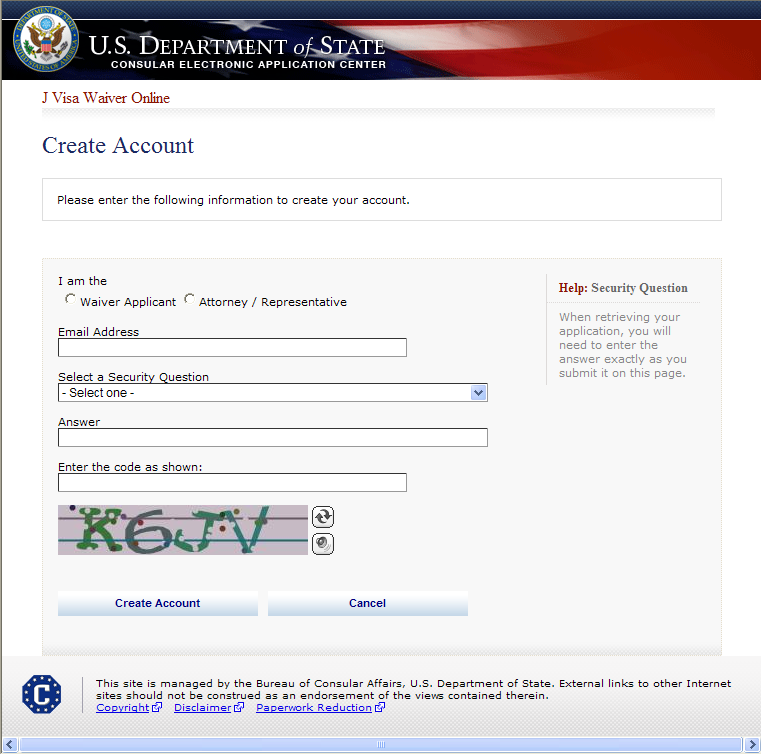 U.S. DEPARTMENT of STATE
CONSULAR ELECTRONIC APPLICATION CENTER
J Visa Waiver Online
Create Account
Please enter the following information to create your account.
I am the
Waiver Applicant Attorney / Representative
Email Address
Select a Security Question
- Select one -
Answer
Enter the code as shown:
K6JV
Create Account Cancel
Help: Security Question
When retrieving your
application, you will
need to enter the
answer exactly as you
submit it on this page.
C
This site is managed by the Bureau of Consular Affairs, U.S. Department of State. External links to other Internet
sites should not be construed as an endorsement of the views contained therein.
Copyright Disclaimer Paperwork Reduction